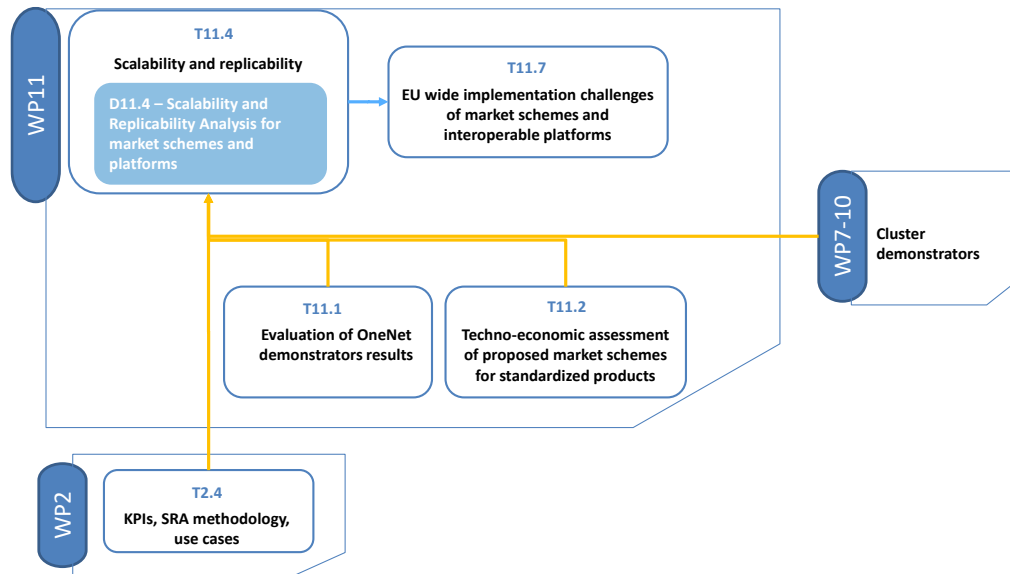 WP11
T11.4
Scalability and replicability
D11.4 – Scalability and
Replicability Analysis for
market schemes and
platforms
T11.7
EU wide implementation challenges
of market schemes and
interoperable platforms
WP7-10
Cluster
demonstrators
T11.1
Evaluation of OneNet
demonstrators results
T11.2
Techno-economic assessment
of proposed market schemes
for standardized products
WP2
T2.4
KPIs, SRA methodology,
use cases